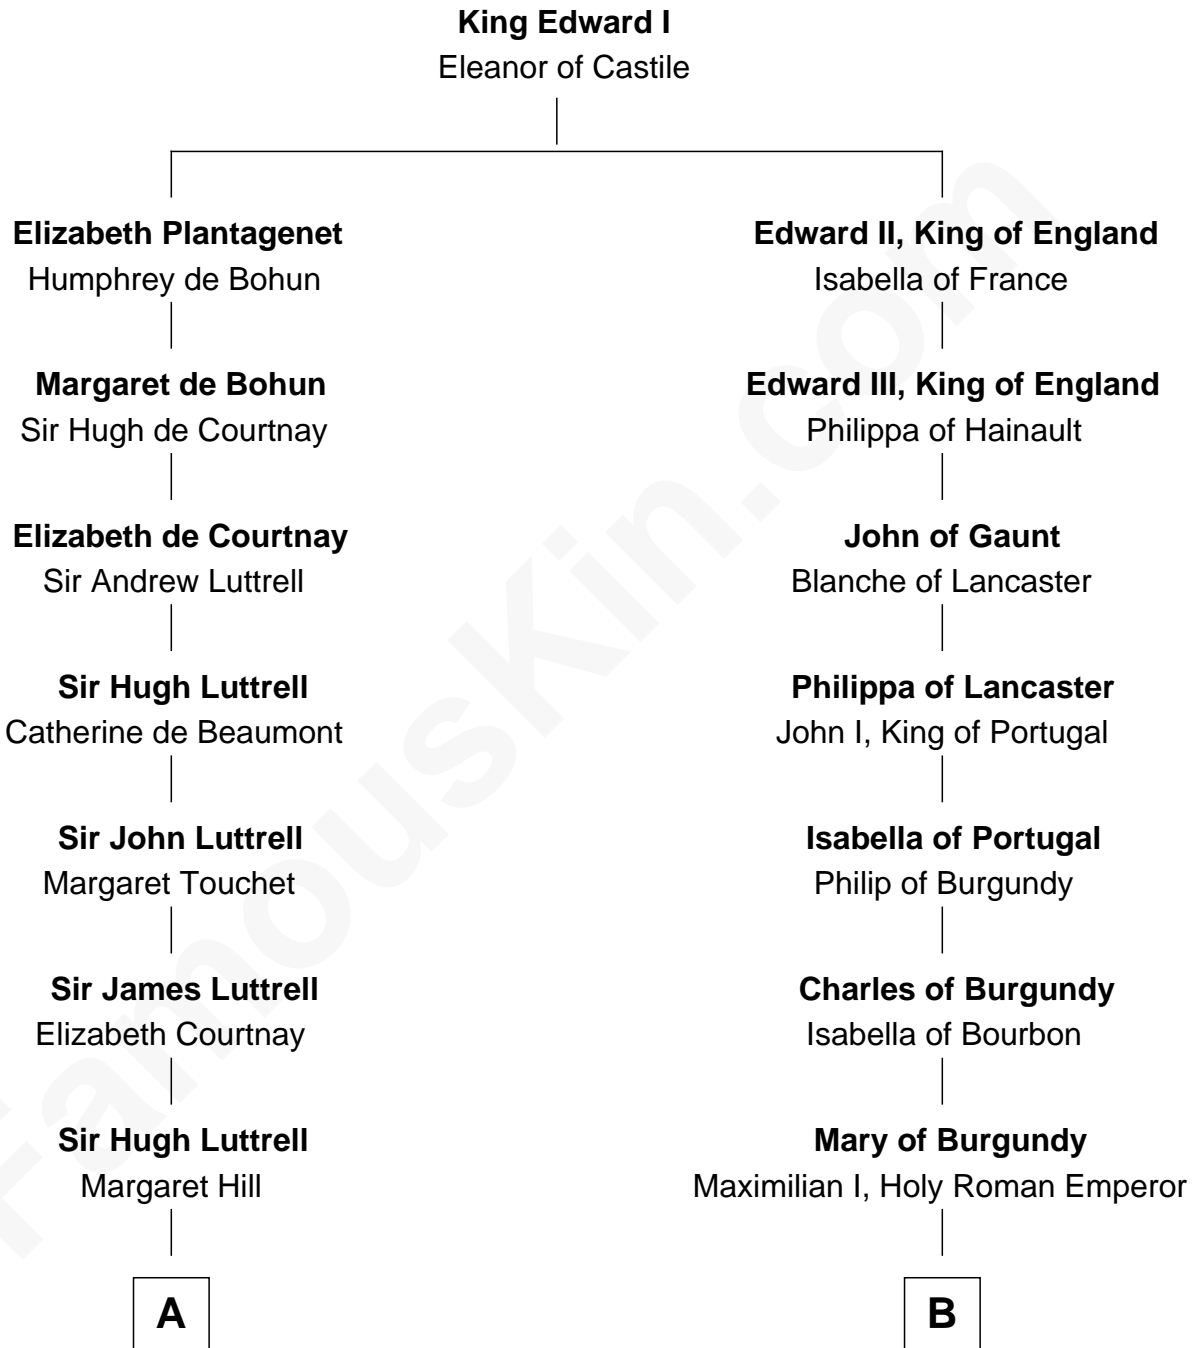 King Edward I
Eleanor of Castile
Elizabeth Plantagenet
Humphrey de Bohun
Margaret de Bohun
Sir Hugh de Courtnay
Elizabeth de Courtnay
Sir Andrew Luttrell
Sir Hugh Luttrell
Catherine de Beaumont
Sir John Luttrell
Margaret Touchet
Sir James Luttrell
Elizabeth Courtnay
Sir Hugh Luttrell
Margaret Hill
A
Edward II, King of England
Isabella of France
Edward III, King of England
Philippa of Hainault
John of Gaunt
Blanche of Lancaster
Philippa of Lancaster
John I, King of Portugal
Isabella of Portugal
Philip of Burgundy
Charles of Burgundy
Isabella of Bourbon
Mary of Burgundy
Maximilian I, Holy Roman Emperor
B
FamousKin.com